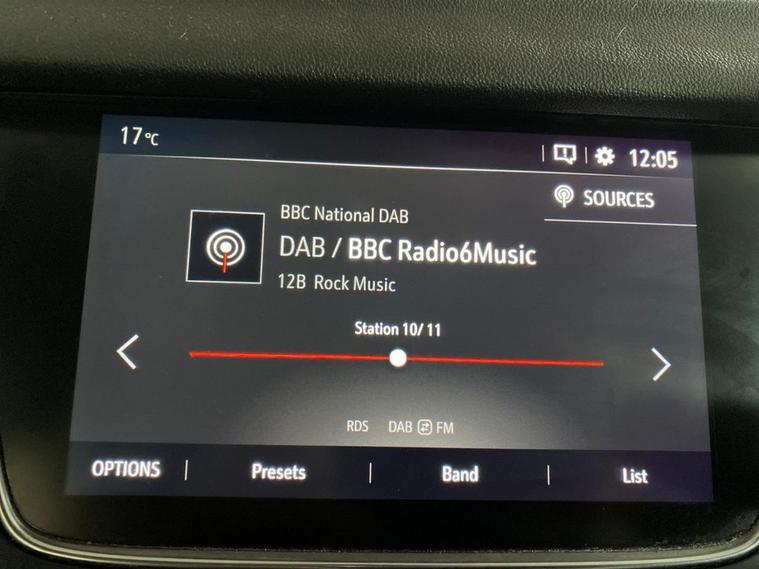 17°C
12:05
SOURCES
BBC National DAB
DAB / BBC Radio6Music
12B Rock Music
Station 10/ 11
RDS DAB FM
OPTIONS | Presets | Band | List